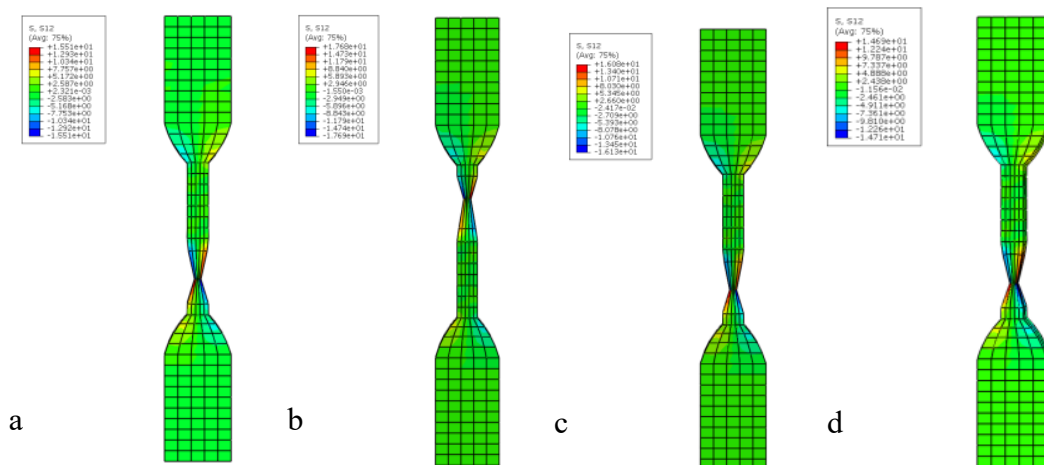 S, S12
(Avg: 75%)
+1.551e+01
+1.293e+01
+1.034e+01
+7.757e+00
+5.172e+00
+2.587e+00
+2.321e-03
-2.583e+00
-5.168e+00
-7.753e+00
-1.034e+01
-1.292e+01
-1.551e+01
a
S, S12
(Avg: 75%)
+1.768e+01
+1.473e+01
+1.179e+01
+8.840e+00
+5.893e+00
+2.946e+00
-1.550e-03
-2.949e+00
-5.896e+00
-8.843e+00
-1.179e+01
-1.474e+01
-1.769e+01
b
S, S12
(Avg: 75%)
+1.608e+01
+1.340e+01
+1.071e+01
+8.030e+00
+5.345e+00
+2.660e+00
-2.417e-02
-2.709e+00
-5.393e+00
-8.078e+00
-1.076e+01
-1.345e+01
-1.613e+01
c
S, S12
(Avg: 75%)
+1.469e+01
+1.224e+01
+9.787e+00
+7.337e+00
+4.888e+00
+2.438e+00
-1.156e-02
-2.461e+00
-4.911e+00
-7.361e+00
-9.810e+00
-1.226e+01
-1.471e+01
d